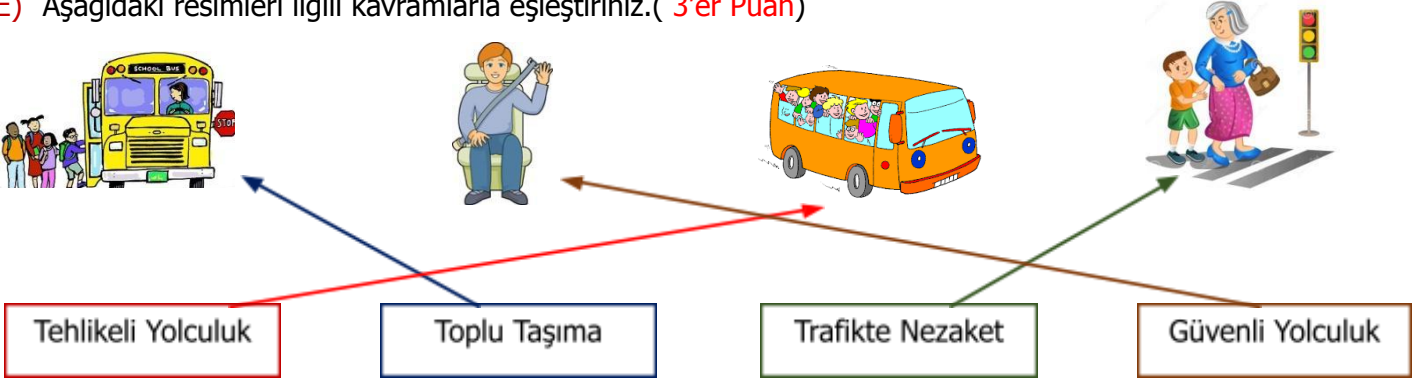 E) Aşağıdaki resimleri ilgili kavramlarla eşleştiriniz.( 3'er Puan)
SCHOOL BUS
STOP
Tehlikeli Yolculuk
Toplu Taşıma
Trafikte Nezaket
Güvenli Yolculuk